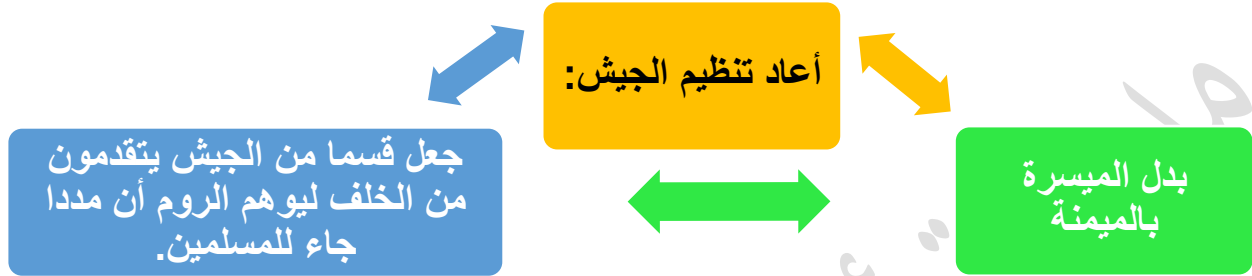 أعاد تنظيم الجيش:
بدل الميسرة
بالميمنة
جعل قسما من الجيش يتقدمون
من الخلف ليوهم الروم أن مددا
جاء للمسلمين.